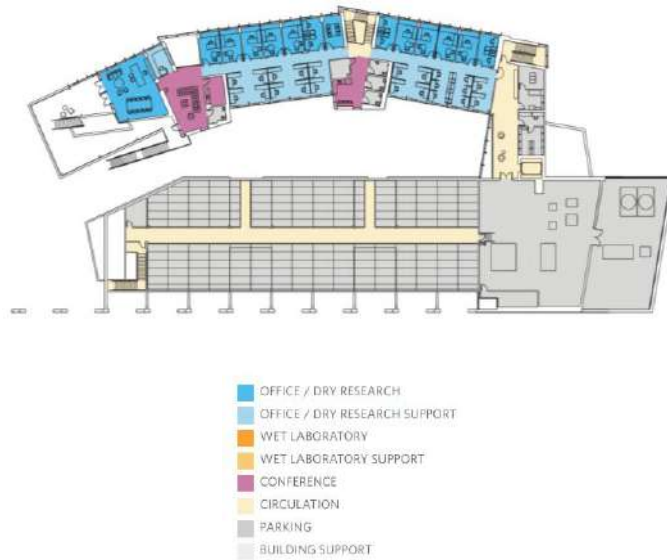 OFFICE / DRY RESEARCH
OFFICE / DRY RESEARCH SUPPORT
WET LABORATORY
WET LABORATORY SUPPORT
CONFERENCE
CIRCULATION
PARKING
BUILDING SUPPORT